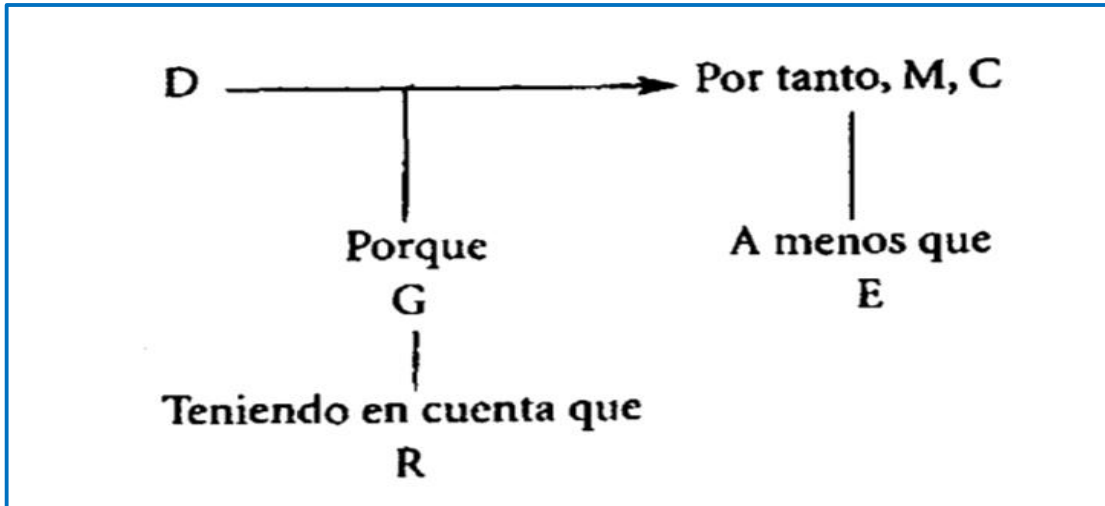 D Por tanto, M, C
Porque
A menos que
G
E
Teniendo en cuenta que
R